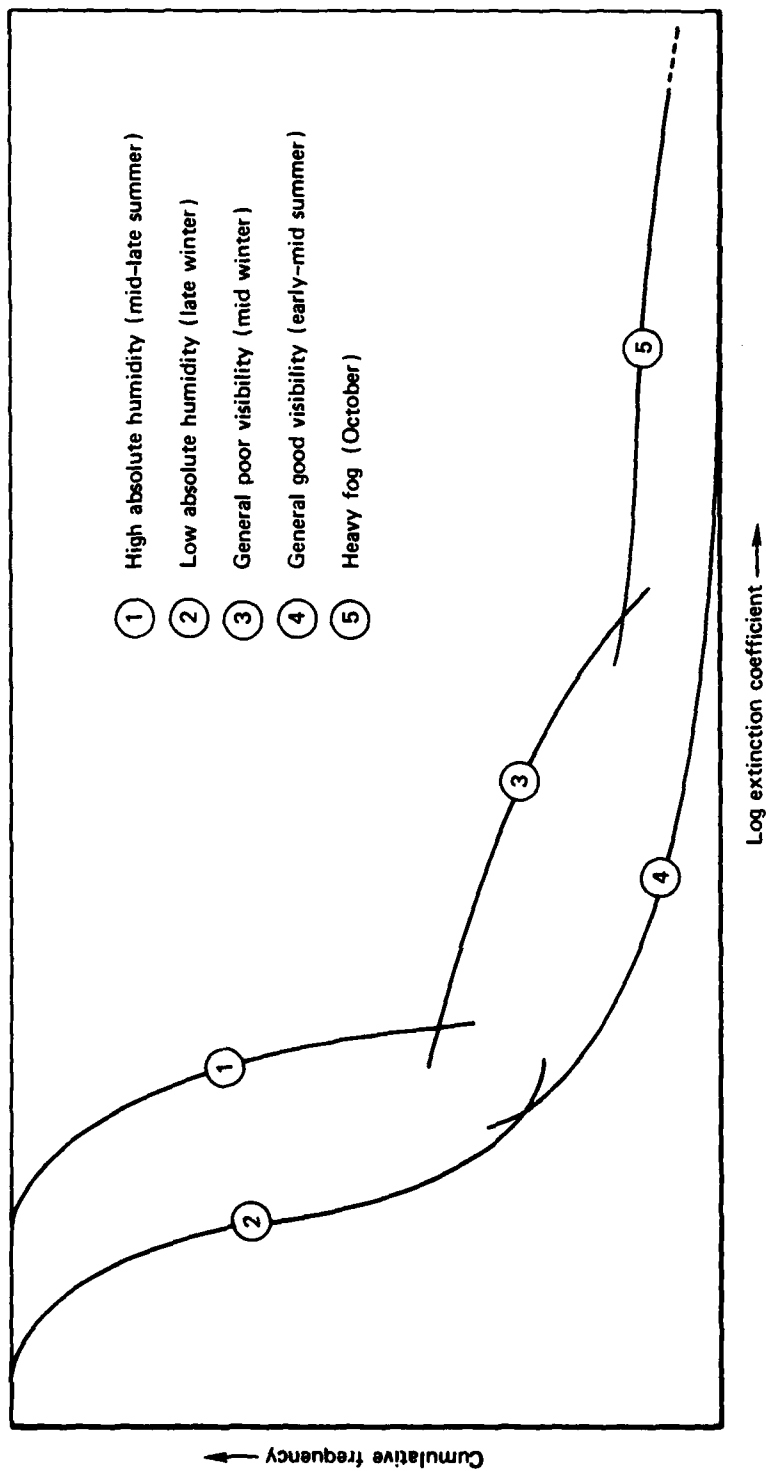 1 High absolute humidity (mid-late summer)
2 Low absolute humidity (late winter)
3 General poor visibility (mid winter)
4 General good visibility (early-mid summer)
5 Heavy fog (October)
1
2
3
4
5
Cumulative frequency
Log extinction coefficient